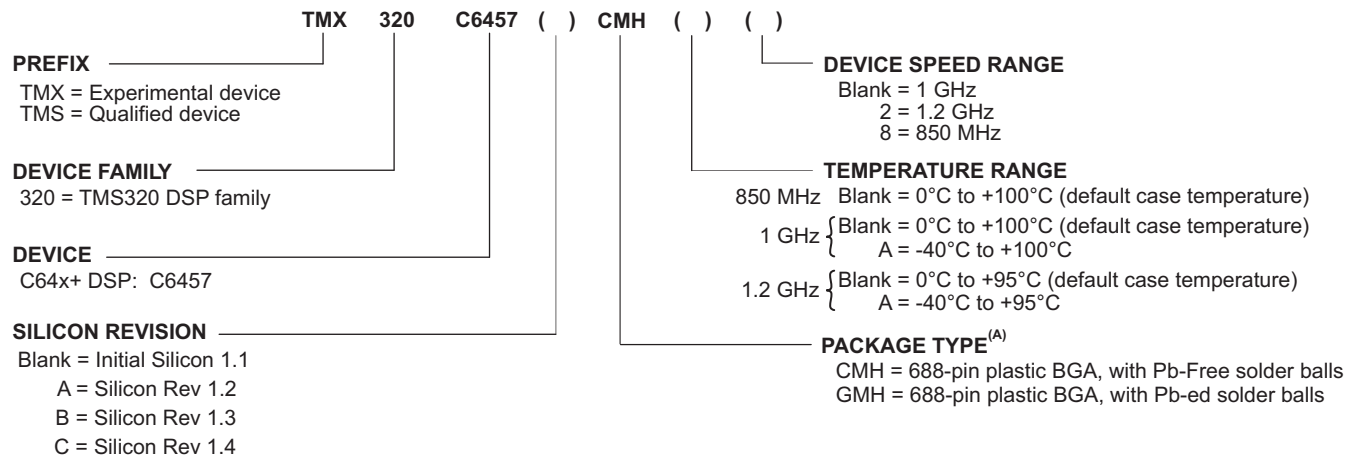 TMX 320 C6457 ( ) CMH ( ) ( )
PREFIX
TMX = Experimental device
TMS = Qualified device
DEVICE FAMILY
320 = TMS320 DSP family
DEVICE
C64x+ DSP: C6457
SILICON REVISION
Blank = Initial Silicon 1.1
A = Silicon Rev 1.2
B = Silicon Rev 1.3
C = Silicon Rev 1.4
DEVICE SPEED RANGE
Blank = 1 GHz
2 = 1.2 GHz
8 = 850 MHz
TEMPERATURE RANGE
850 MHz Blank = 0°C to +100°C (default case temperature)
1 GHz { Blank = 0°C to +100°C (default case temperature)
A = -40°C to +100°C
1.2 GHz { Blank = 0°C to +95°C (default case temperature)
A = -40°C to +95°C
PACKAGE TYPE(A)
CMH = 688-pin plastic BGA, with Pb-Free solder balls
GMH = 688-pin plastic BGA, with Pb-ed solder balls